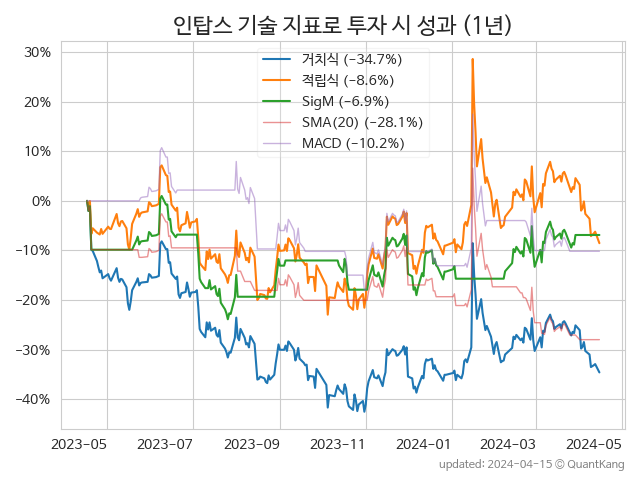 인탑스 기술 지표로 투자 시 성과 (1년)
거치식 (−34.7%)
적립식 (−8.6%)
SigM (−6.9%)
SMA(20) (−28.1%)
MACD (−10.2%)
30%
20%
10%
0%
−10%
−20%
−30%
−40%
2023-05 2023-07 2023-09 2023-11 2024-01 2024-03 2024-05
updated: 2024-04-15 ⓒ QuantKang